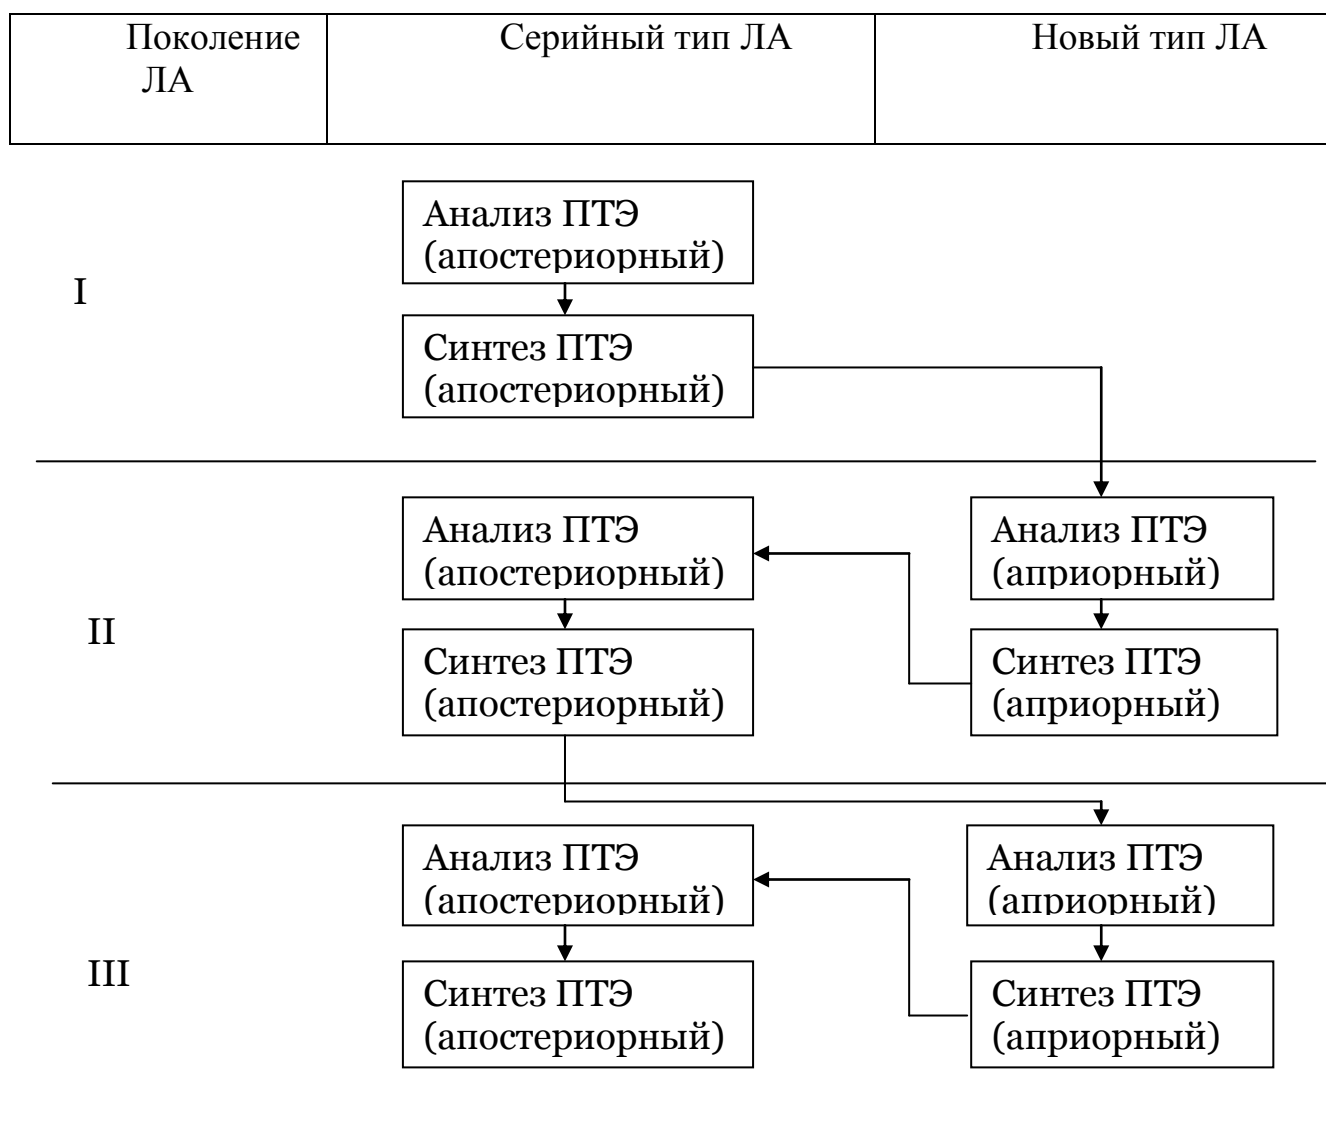 Поколение
ЛА
Серийный тип ЛА
Новый тип ЛА
I
Анализ ПТЭ
(апостериорный)
Синтез ПТЭ
(апостериорный)
II
Анализ ПТЭ
(апостериорный)
Синтез ПТЭ
(апостериорный)
Анализ ПТЭ
(априорный)
Синтез ПТЭ
(априорный)
III
Анализ ПТЭ
(апостериорный)
Синтез ПТЭ
(апостериорный)
Анализ ПТЭ
(априорный)
Синтез ПТЭ
(априорный)